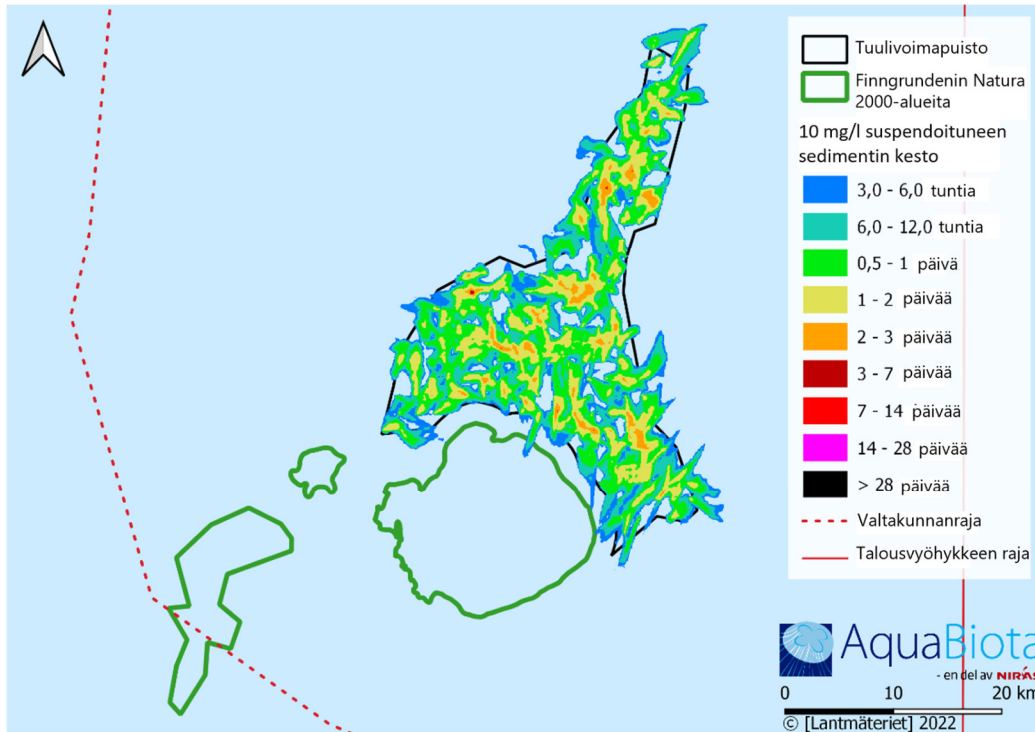 Tuulivoimapuisto
Finngrundenin Natura
2000-alueita
10 mg/l suspendoituneen
sedimentin kesto
3,0 - 6,0 tuntia
6,0 - 12,0 tuntia
0,5 - 1 päivä
1 - 2 päivää
2 - 3 päivää
3 - 7 päivää
7 - 14 päivää
14 - 28 päivää
> 28 päivää
Valtakunnanraja
Talousvyöhykkeen raja
AquaBiota
- en del av NIRAS
0 10 20 km
© [Lantmäteriet] 2022